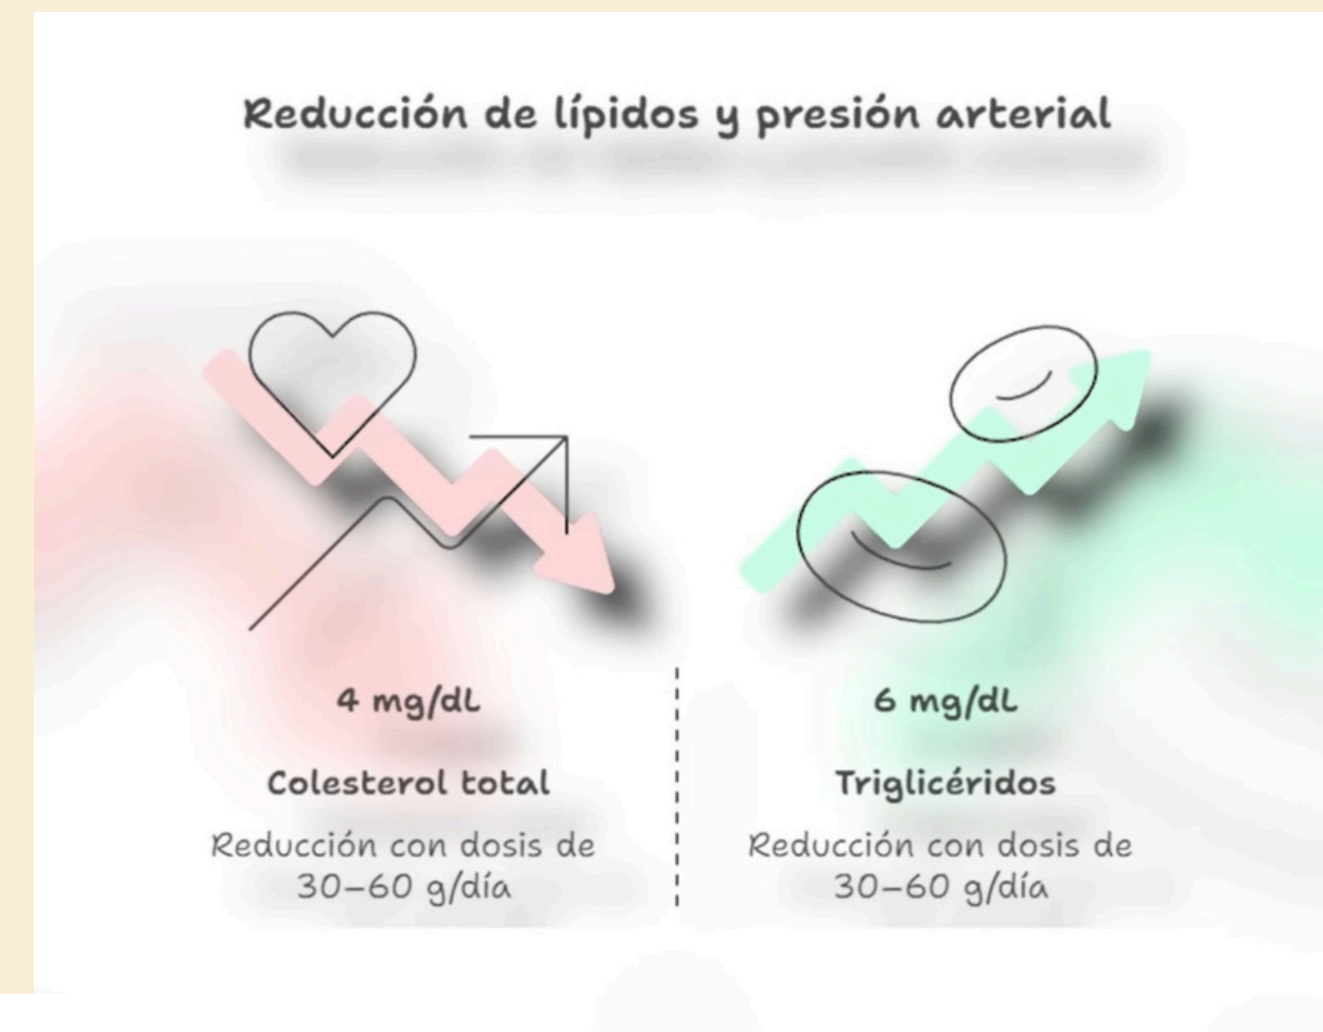 Reducción de lípidos y presión arterial
4 mg/dL
Colesterol total
Reducción con dosis de
30–60 g/día
6 mg/dL
Triglicéridos
Reducción con dosis de
30–60 g/día